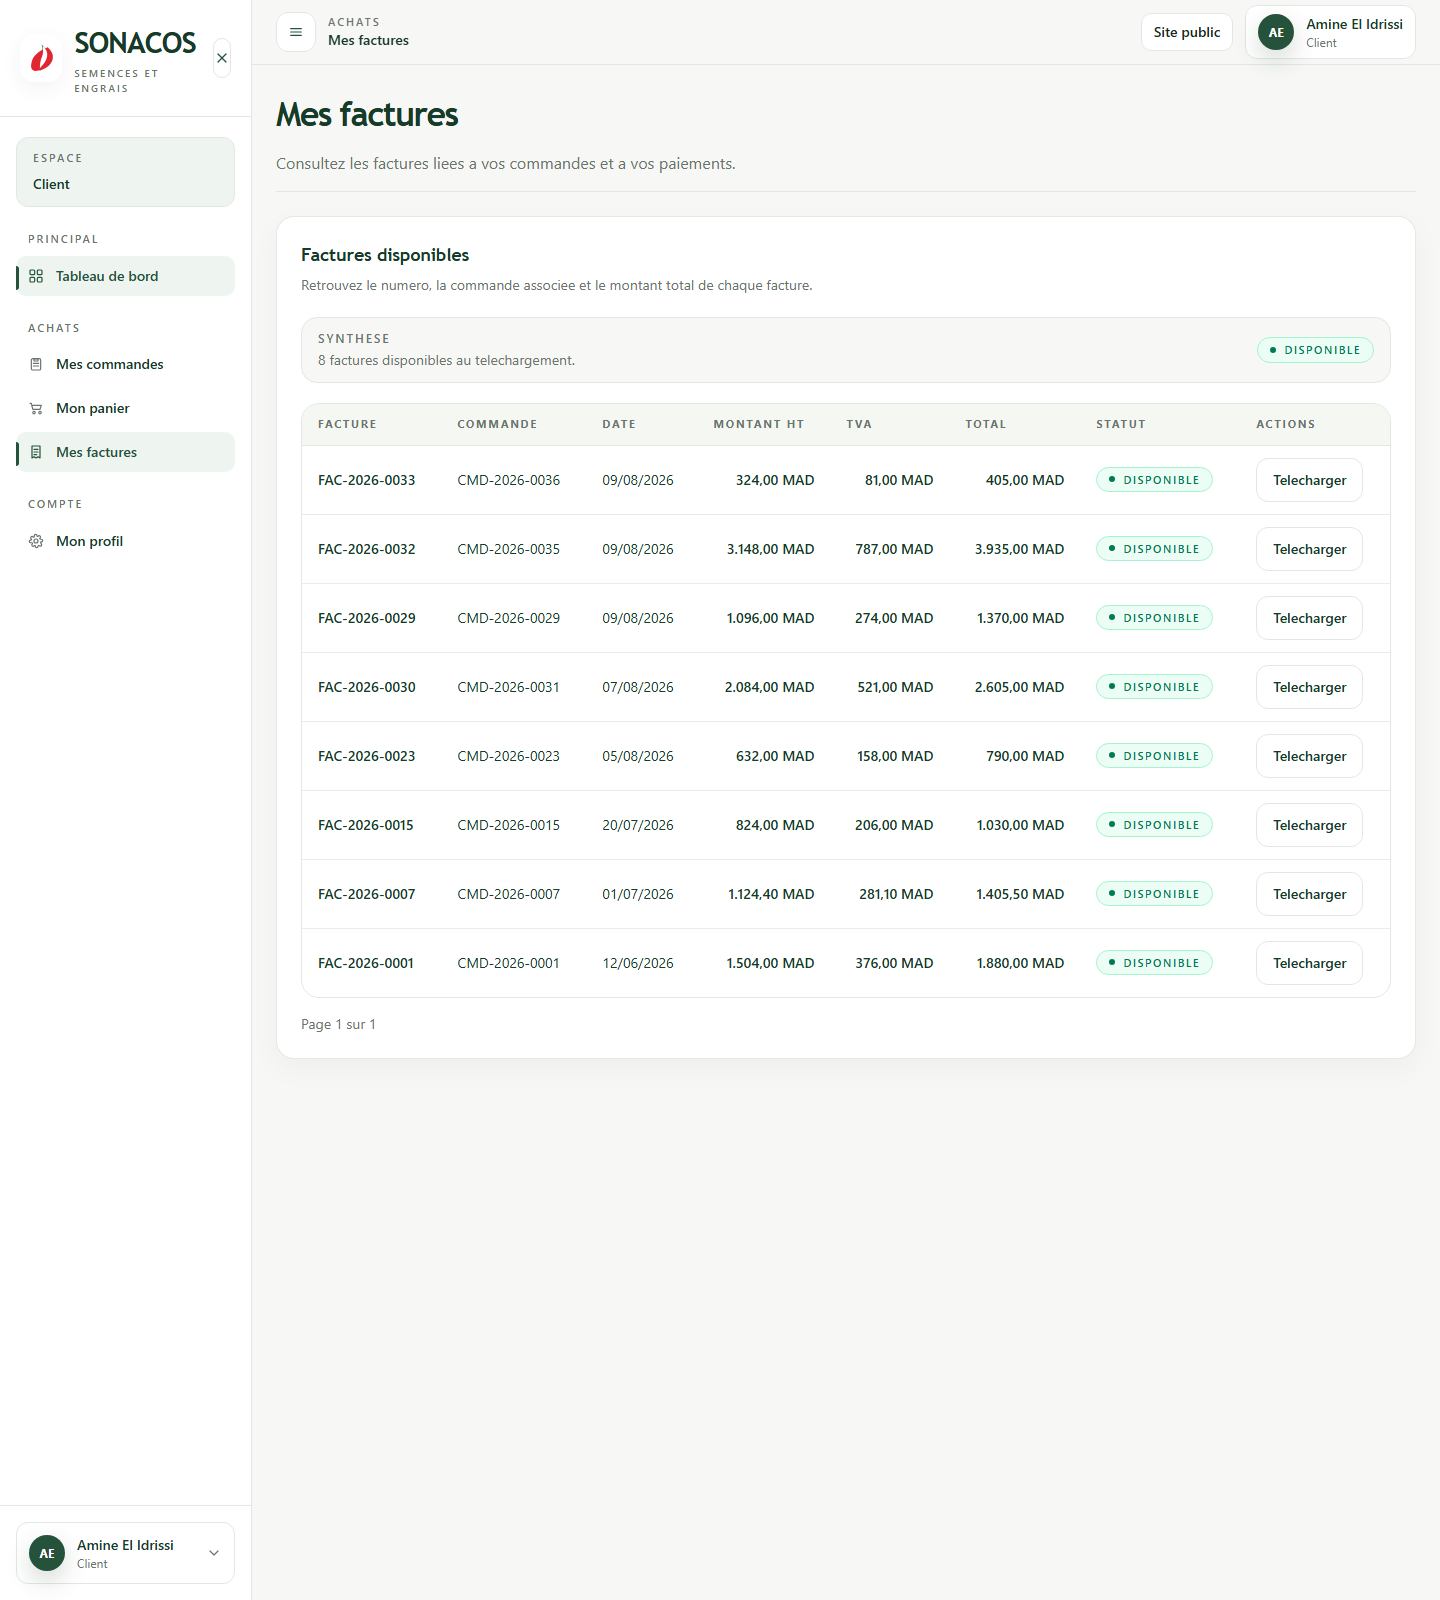 SONACOS
SEMENCES ET
ENGRAIS
ESPACE
Client
PRINCIPAL
Tableau de bord
ACHATS
Mes commandes
Mon panier
Mes factures
COMPTE
Mon profil
AE
Amine El Idrissi
Client
ACHATS
Mes factures
Site public
AE
Amine El Idrissi
Client
Mes factures
Consultez les factures liees a vos commandes et a vos paiements.
Factures disponibles
Retrouvez le numero, la commande associee et le montant total de chaque facture.
SYNTHESE
8 factures disponibles au telechargement.
DISPONIBLE
FACTURE COMMANDE DATE MONTANT HT TVA TOTAL STATUT ACTIONS
FAC-2026-0033 CMD-2026-0036 09/08/2026 324,00 MAD 81,00 MAD 405,00 MAD DISPONIBLE Telecharger
FAC-2026-0032 CMD-2026-0035 09/08/2026 3.148,00 MAD 787,00 MAD 3.935,00 MAD DISPONIBLE Telecharger
FAC-2026-0029 CMD-2026-0029 09/08/2026 1.096,00 MAD 274,00 MAD 1.370,00 MAD DISPONIBLE Telecharger
FAC-2026-0030 CMD-2026-0031 07/08/2026 2.084,00 MAD 521,00 MAD 2.605,00 MAD DISPONIBLE Telecharger
FAC-2026-0023 CMD-2026-0023 05/08/2026 632,00 MAD 158,00 MAD 790,00 MAD DISPONIBLE Telecharger
FAC-2026-0015 CMD-2026-0015 20/07/2026 824,00 MAD 206,00 MAD 1.030,00 MAD DISPONIBLE Telecharger
FAC-2026-0007 CMD-2026-0007 01/07/2026 1.124,40 MAD 281,10 MAD 1.405,50 MAD DISPONIBLE Telecharger
FAC-2026-0001 CMD-2026-0001 12/06/2026 1.504,00 MAD 376,00 MAD 1.880,00 MAD DISPONIBLE Telecharger
Page 1 sur 1